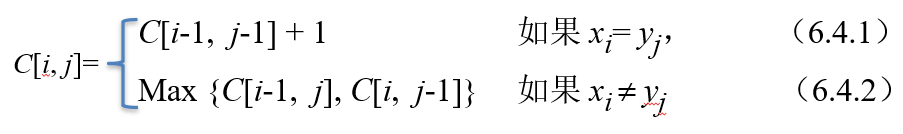 C[i-1, j-1] + 1 如果 xᵢ= yⱼ, (6.4.1)
C[i, j]=
Max {C[i-1, j], C[i, j-1]} 如果 xᵢ ≠ yⱼ (6.4.2)